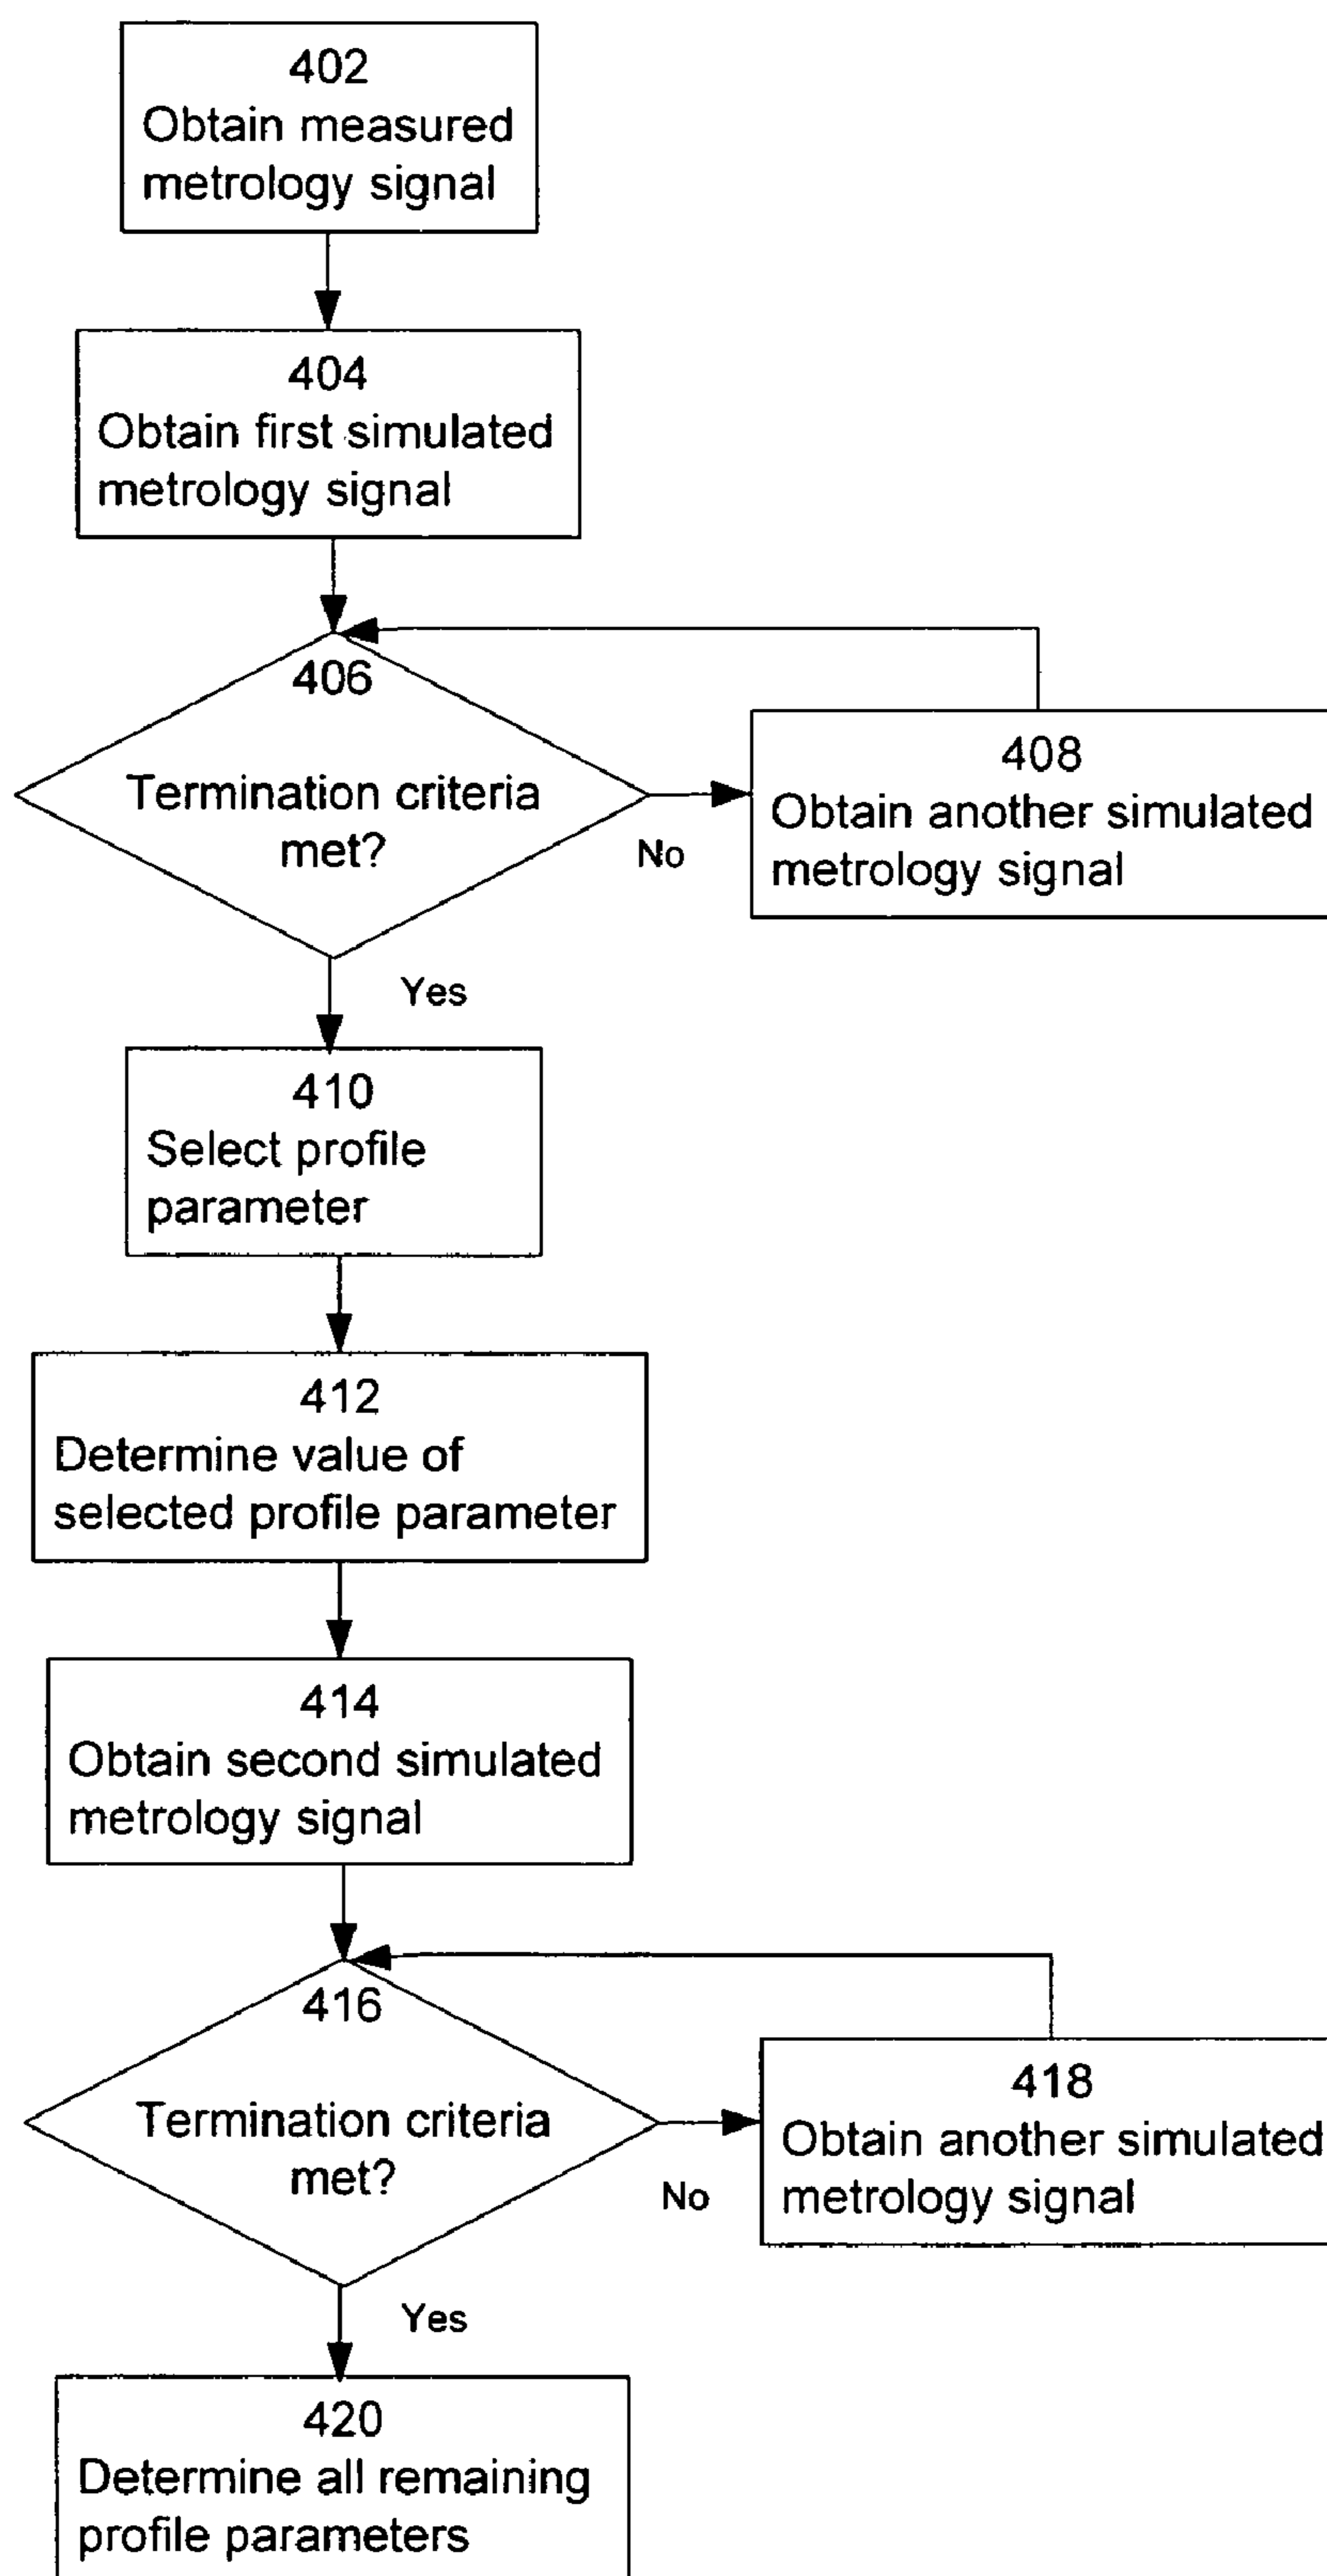 402
Obtain measured
metrology signal
404
Obtain first simulated
metrology signal
406
Termination criteria
met?
No
408
Obtain another simulated
metrology signal
Yes
410
Select profile
parameter
412
Determine value of
selected profile parameter
414
Obtain second simulated
metrology signal
416
Termination criteria
met?
No
418
Obtain another simulated
metrology signal
Yes
420
Determine all remaining
profile parameters